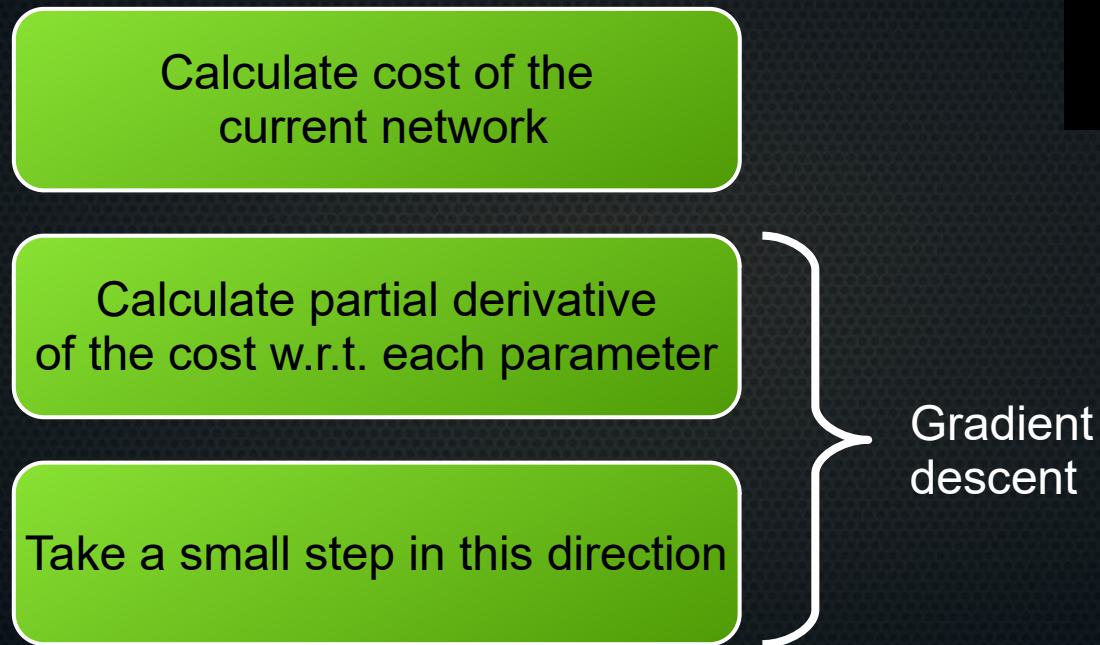 Calculate cost of the
current network
Calculate partial derivative
of the cost w.r.t. each parameter
Take a small step in this direction
Gradient
descent